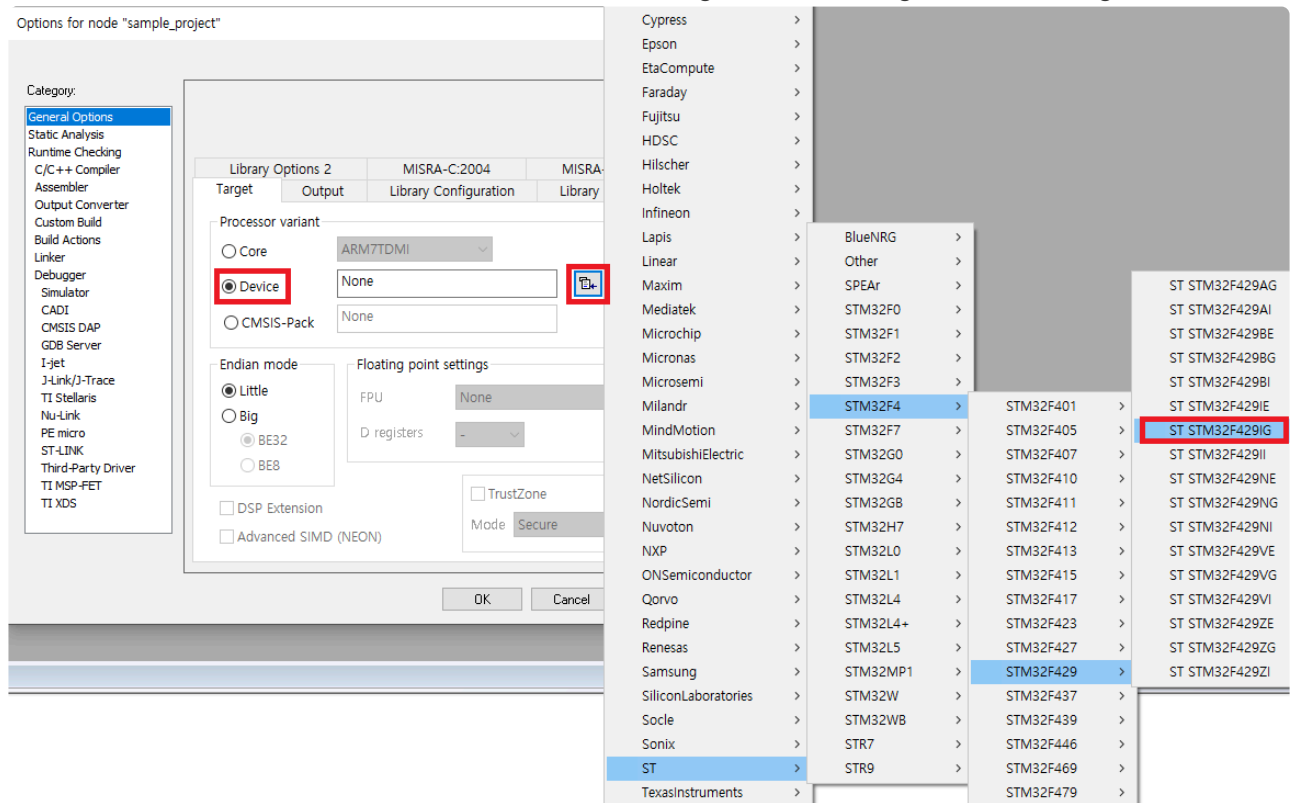 Options for node "sample_project"
Category:
General Options
Static Analysis
Runtime Checking
C/C++ Compiler
Assembler
Output Converter
Custom Build
Build Actions
Linker
Debugger
Simulator
CADI
CMSIS DAP
GDB Server
I-jet
J-Link/J-Trace
TI Stellaris
Nu-Link
PE micro
ST-LINK
Third-Party Driver
TI MSP-FET
TI XDS
Library Options 2
MISRA-C:2004
MISRA-
Target
Output
Library Configuration
Library
Processor variant
Core
ARM7TDMI
Device
None
CMSIS-Pack
None
Endian mode
Little
Big
BE32
BE8
Floating point settings
FPU
None
D registers
-
DSP Extension
Advanced SIMD (NEON)
TrustZone
Mode
Secure
OK
Cancel
Cypress
Epson
EtaCompute
Faraday
Fujitsu
HDSC
Hilscher
Holtek
Infineon
Lapis
Linear
Maxim
Mediatek
Microchip
Micronas
Microsemi
Milandr
MindMotion
MitsubishiElectric
NetSilicon
NordicSemi
Nuvoton
NXP
ONSemiconductor
Qorvo
Redpine
Renesas
Samsung
SiliconLaboratories
Socle
Sonix
ST
TexasInstruments
BlueNRG
Other
SPEAr
STM32F0
STM32F1
STM32F2
STM32F3
STM32F4
STM32F7
STM32G0
STM32G4
STM32GB
STM32H7
STM32L0
STM32L1
STM32L4
STM32L4+
STM32L5
STM32MP1
STM32W
STM32WB
STR7
STR9
STM32F401
STM32F405
STM32F407
STM32F410
STM32F411
STM32F412
STM32F413
STM32F415
STM32F417
STM32F423
STM32F427
STM32F429
STM32F437
STM32F439
STM32F446
STM32F469
STM32F479
ST STM32F429AG
ST STM32F429AI
ST STM32F429BE
ST STM32F429BG
ST STM32F429BI
ST STM32F429IE
ST STM32F429IG
ST STM32F429II
ST STM32F429NE
ST STM32F429NG
ST STM32F429NI
ST STM32F429VE
ST STM32F429VG
ST STM32F429VI
ST STM32F429ZE
ST STM32F429ZG
ST STM32F429ZI